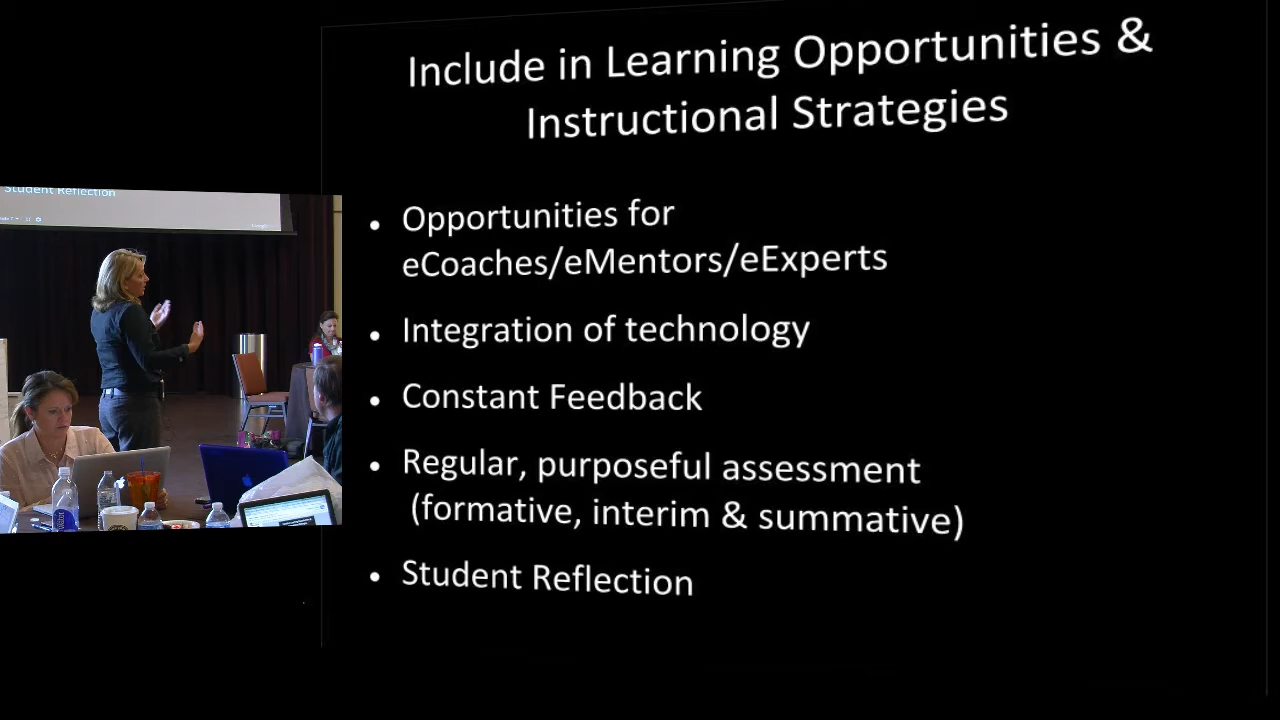 Include in Learning Opportunities &
Instructional Strategies
• Opportunities for
eCoaches/eMentors/eExperts
• Integration of technology
• Constant Feedback
• Regular, purposeful assessment
(formative, interim & summative)
• Student Reflection
Student Reflection